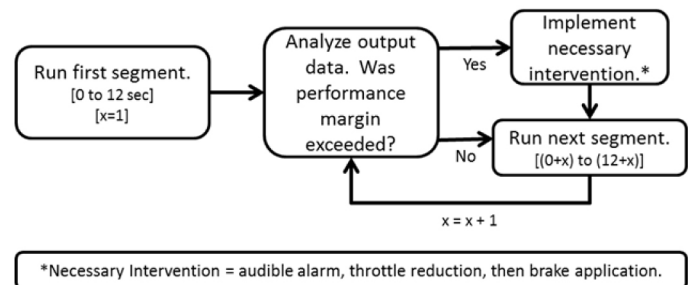 Run first segment.
[0 to 12 sec]
[x=1]
Analyze output
data.  Was
performance
margin
exceeded?
Yes
No
Implement
necessary
intervention.*
Run next segment.
[(0+x) to (12+x)]
x = x + 1
*Necessary Intervention = audible alarm, throttle reduction, then brake application.